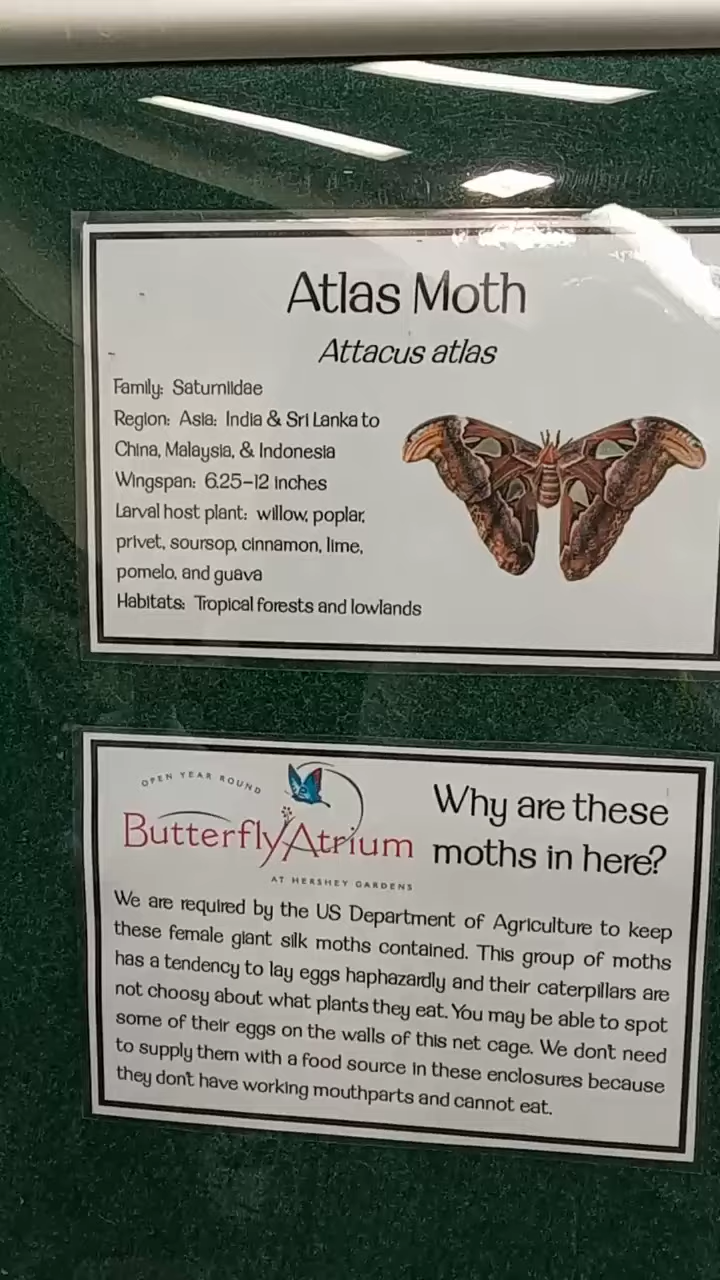 Atlas Moth
Attacus atlas
Family: Saturniidae
Region: Asia: India & Sri Lanka to
China, Malaysia, & Indonesia
Wingspan: 6.25-12 inches
Larval host plant: willow, poplar,
privet, soursop, cinnamon, lime,
pomelo, and guava
Habitats: Tropical forests and lowlands
OPEN YEAR ROUND
Butterfly Atrium
AT HERSHEY GARDENS
Why are these
moths in here?
We are required by the US Department of Agriculture to keep
these female giant silk moths contained. This group of moths
has a tendency to lay eggs haphazardly and their caterpillars are
not choosy about what plants they eat. You may be able to spot
some of their eggs on the walls of this net cage. We don't need
to supply them with a food source in these enclosures because
they don't have working mouthparts and cannot eat.